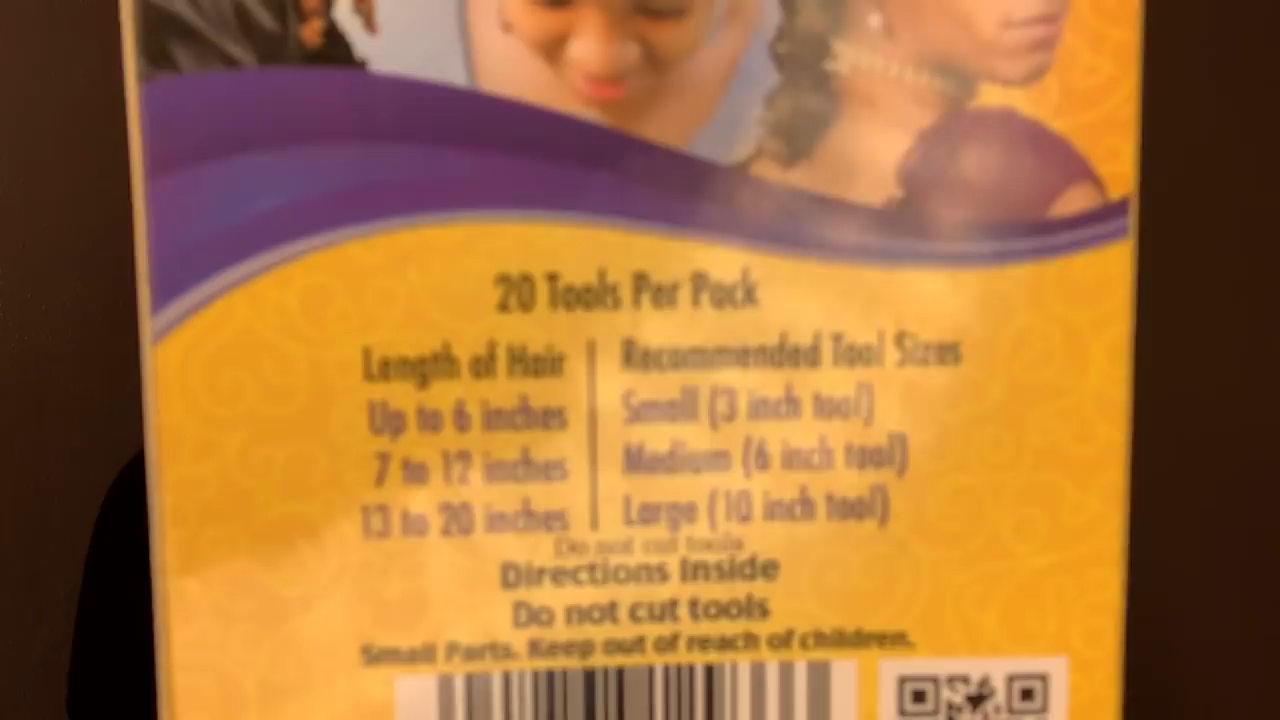 20 Tools Per Pack
Length of Hair | Recommended Tool Sizes
Up to 6 inches | Small (3 inch tool)
7 to 12 inches | Medium (6 inch tool)
13 to 20 inches | Large (10 inch tool)
Do not cut tools
Directions Inside
Do not cut tools
Small Parts. Keep out of reach of children.